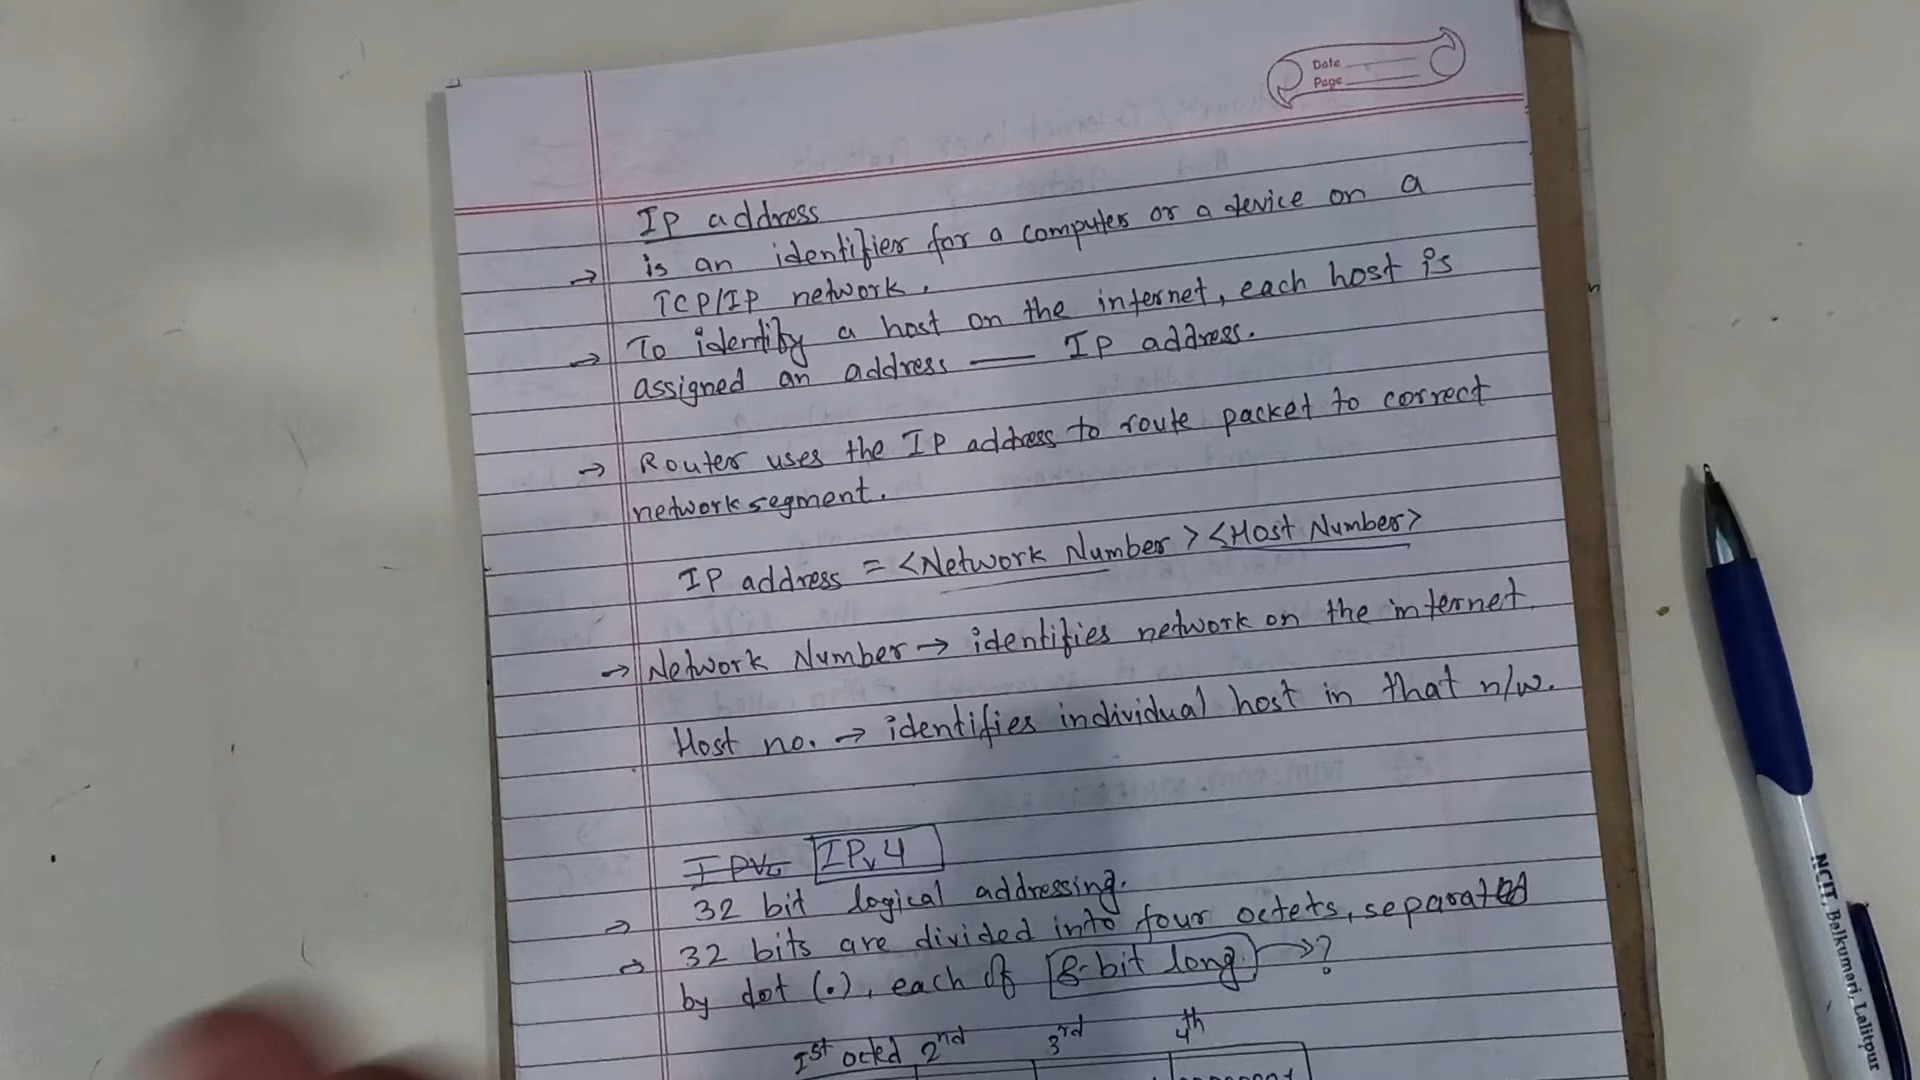 Date
Page
IP address
→ is an identifier for a computer or a device on a
TCP/IP network.
→ To identify a host on the internet, each host is
assigned an address — IP address.
→ Router uses the IP address to route packet to correct
network segment.
IP address = <Network Number> <Host Number>
→ Network Number → identifies network on the internet.
Host no. → identifies individual host in that n/w.
IPv4
→ 32 bit logical addressing.
→ 32 bits are divided into four octets, separated
by dot (.), each of 8-bit long. → ?
Ist octed 2nd 3rd 4th
NCIT, Balkumari, Lalitpur